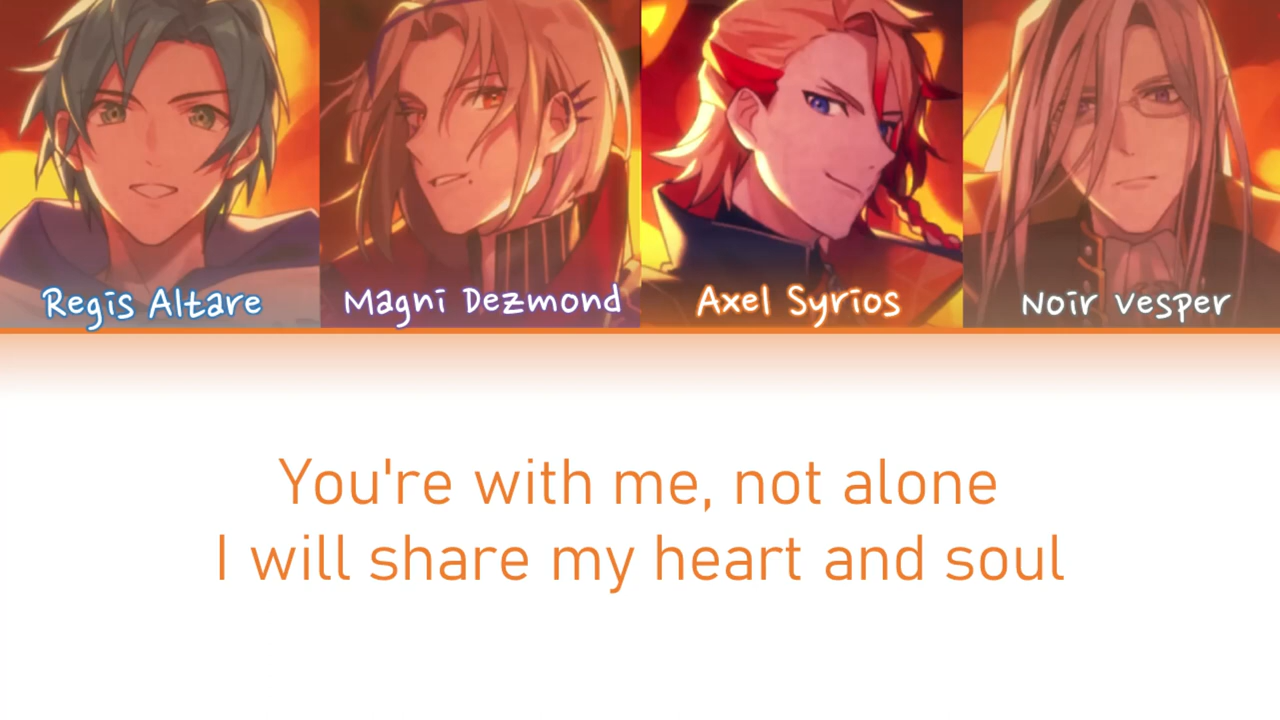 Regis Altare
Magni Dezmond
Axel Syrios
Noir Vesper
You're with me, not alone
I will share my heart and soul